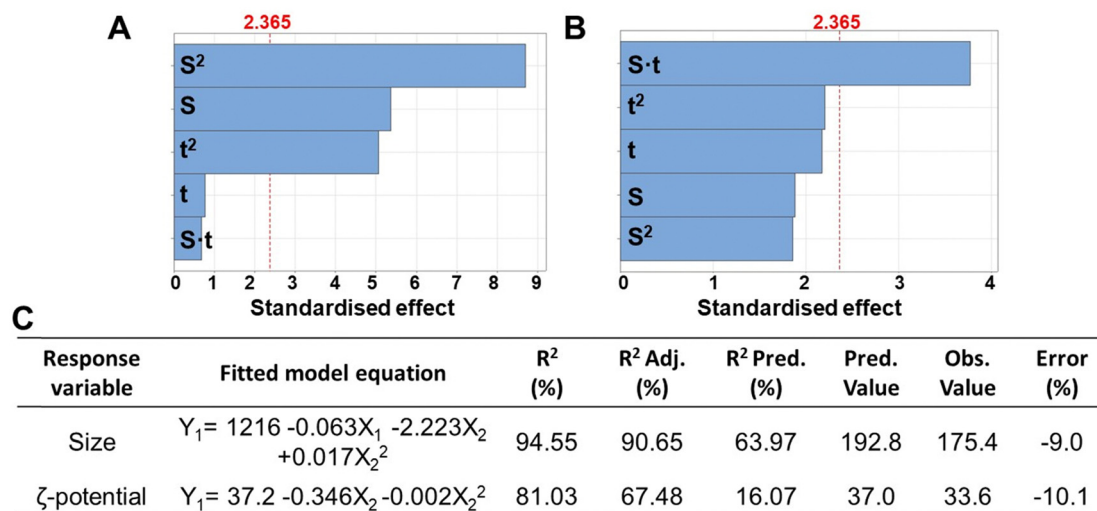 A
2.365
S²
S
t²
t
S·t
0 1 2 3 4 5 6 7 8 9
Standardised effect
B
2.365
S·t
t²
t
S
S²
0 1 2 3 4
Standardised effect
C
Response variable Fitted model equation R² (%) R² Adj. (%) R² Pred. (%) Pred. Value Obs. Value Error (%)
Size Y₁= 1216 -0.063X₁ -2.223X₂ +0.017X₂² 94.55 90.65 63.97 192.8 175.4 -9.0
ζ-potential Y₁= 37.2 -0.346X₂ -0.002X₂² 81.03 67.48 16.07 37.0 33.6 -10.1